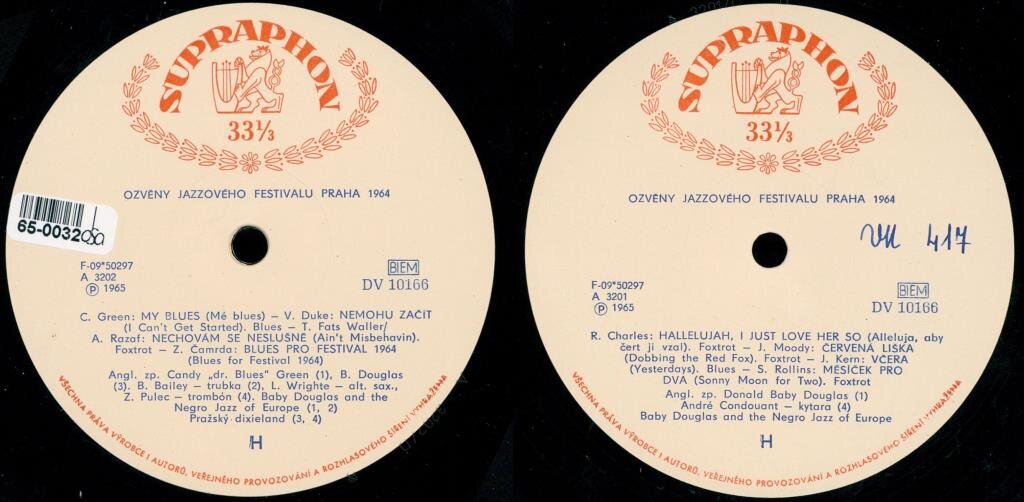 SUPRAPHON
33⅓
OZVĚNY JAZZOVÉHO FESTIVALU PRAHA 1964
65-0032
F-09*50297
A 3202
Ⓟ 1965
BIEM
DV 10166
C. Green: MY BLUES (Mé blues) – V. Duke: NEMOHU ZAČÍT
(I Can't Get Started). Blues – T. Fats Waller/
A. Razaf: NECHOVÁM SE NESLUŠNĚ (Ain't Misbehavin).
Foxtrot – Z. Čamrda: BLUES PRO FESTIVAL 1964
(Blues for Festival 1964)
Angl. zp. Candy „dr. Blues" Green (1), B. Douglas
(3). B. Bailey – trubka (2), L. Wrighte – alt. sax.,
Z. Pulec – trombón (4). Baby Douglas and the
Negro Jazz of Europe (1, 2)
Pražský dixieland (3, 4)
H
VŠECHNA PRÁVA VÝROBCE I AUTORŮ, VEŘEJNÉHO PROVOZOVÁNÍ A ROZHLASOVÉHO ŠÍŘENÍ VYHRAŽENA
SUPRAPHON
33⅓
OZVĚNY JAZZOVÉHO FESTIVALU PRAHA 1964
417
F-09*50297
A 3201
Ⓟ 1965
BIEM
DV 10166
R. Charles: HALLELUJAH, I JUST LOVE HER SO (Alleluja, aby
čert ji vzal). Foxtrot – J. Moody: ČERVENÁ LIŠKA
(Dobbing the Red Fox). Foxtrot – J. Kern: VČERA
(Yesterdays). Blues – S. Rollins: MĚSÍČEK PRO
DVA (Sonny Moon for Two). Foxtrot
Angl. zp. Donald Baby Douglas (1)
André Condouant – kytara (4)
Baby Douglas and the Negro Jazz of Europe
H
VŠECHNA PRÁVA VÝROBCE I AUTORŮ, VEŘEJNÉHO PROVOZOVÁNÍ A ROZHLASOVÉHO ŠÍŘENÍ VYHRAŽENA